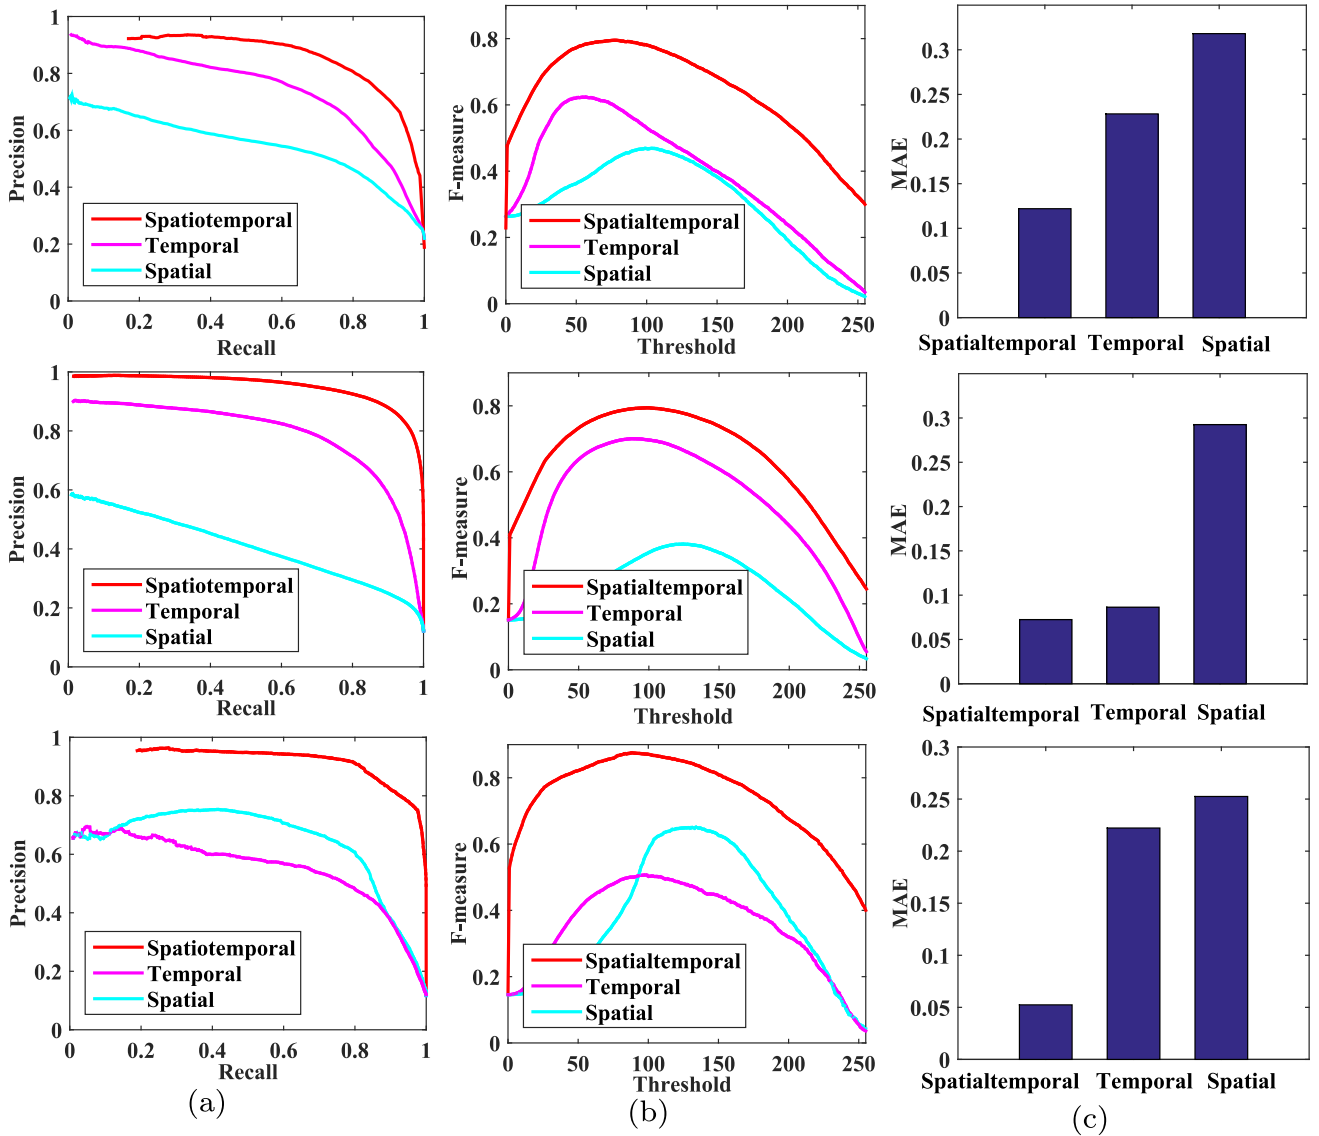 1
0.8
0.6
0.4
0.2
0
Precision
Spatiotemporal
Temporal
Spatial
0 0.2 0.4 0.6 0.8 1
Recall
0.8
0.6
0.4
0.2
0
F-measure
Spatialtemporal
Temporal
Spatial
0 50 100 150 200 250
Threshold
0.3
0.25
0.2
0.15
0.1
0.05
0
MAE
Spatialtemporal Temporal Spatial
1
0.8
0.6
0.4
0.2
0
Precision
Spatiotemporal
Temporal
Spatial
0 0.2 0.4 0.6 0.8 1
Recall
0.8
0.6
0.4
0.2
0
F-measure
Spatialtemporal
Temporal
Spatial
0 50 100 150 200 250
Threshold
0.3
0.25
0.2
0.15
0.1
0.05
0
MAE
Spatialtemporal Temporal Spatial
1
0.8
0.6
0.4
0.2
0
Precision
Spatiotemporal
Temporal
Spatial
0 0.2 0.4 0.6 0.8 1
Recall
(a)
0.8
0.6
0.4
0.2
0
F-measure
Spatialtemporal
Temporal
Spatial
0 50 100 150 200 250
Threshold
(b)
0.3
0.25
0.2
0.15
0.1
0.05
0
MAE
Spatialtemporal Temporal Spatial
(c)